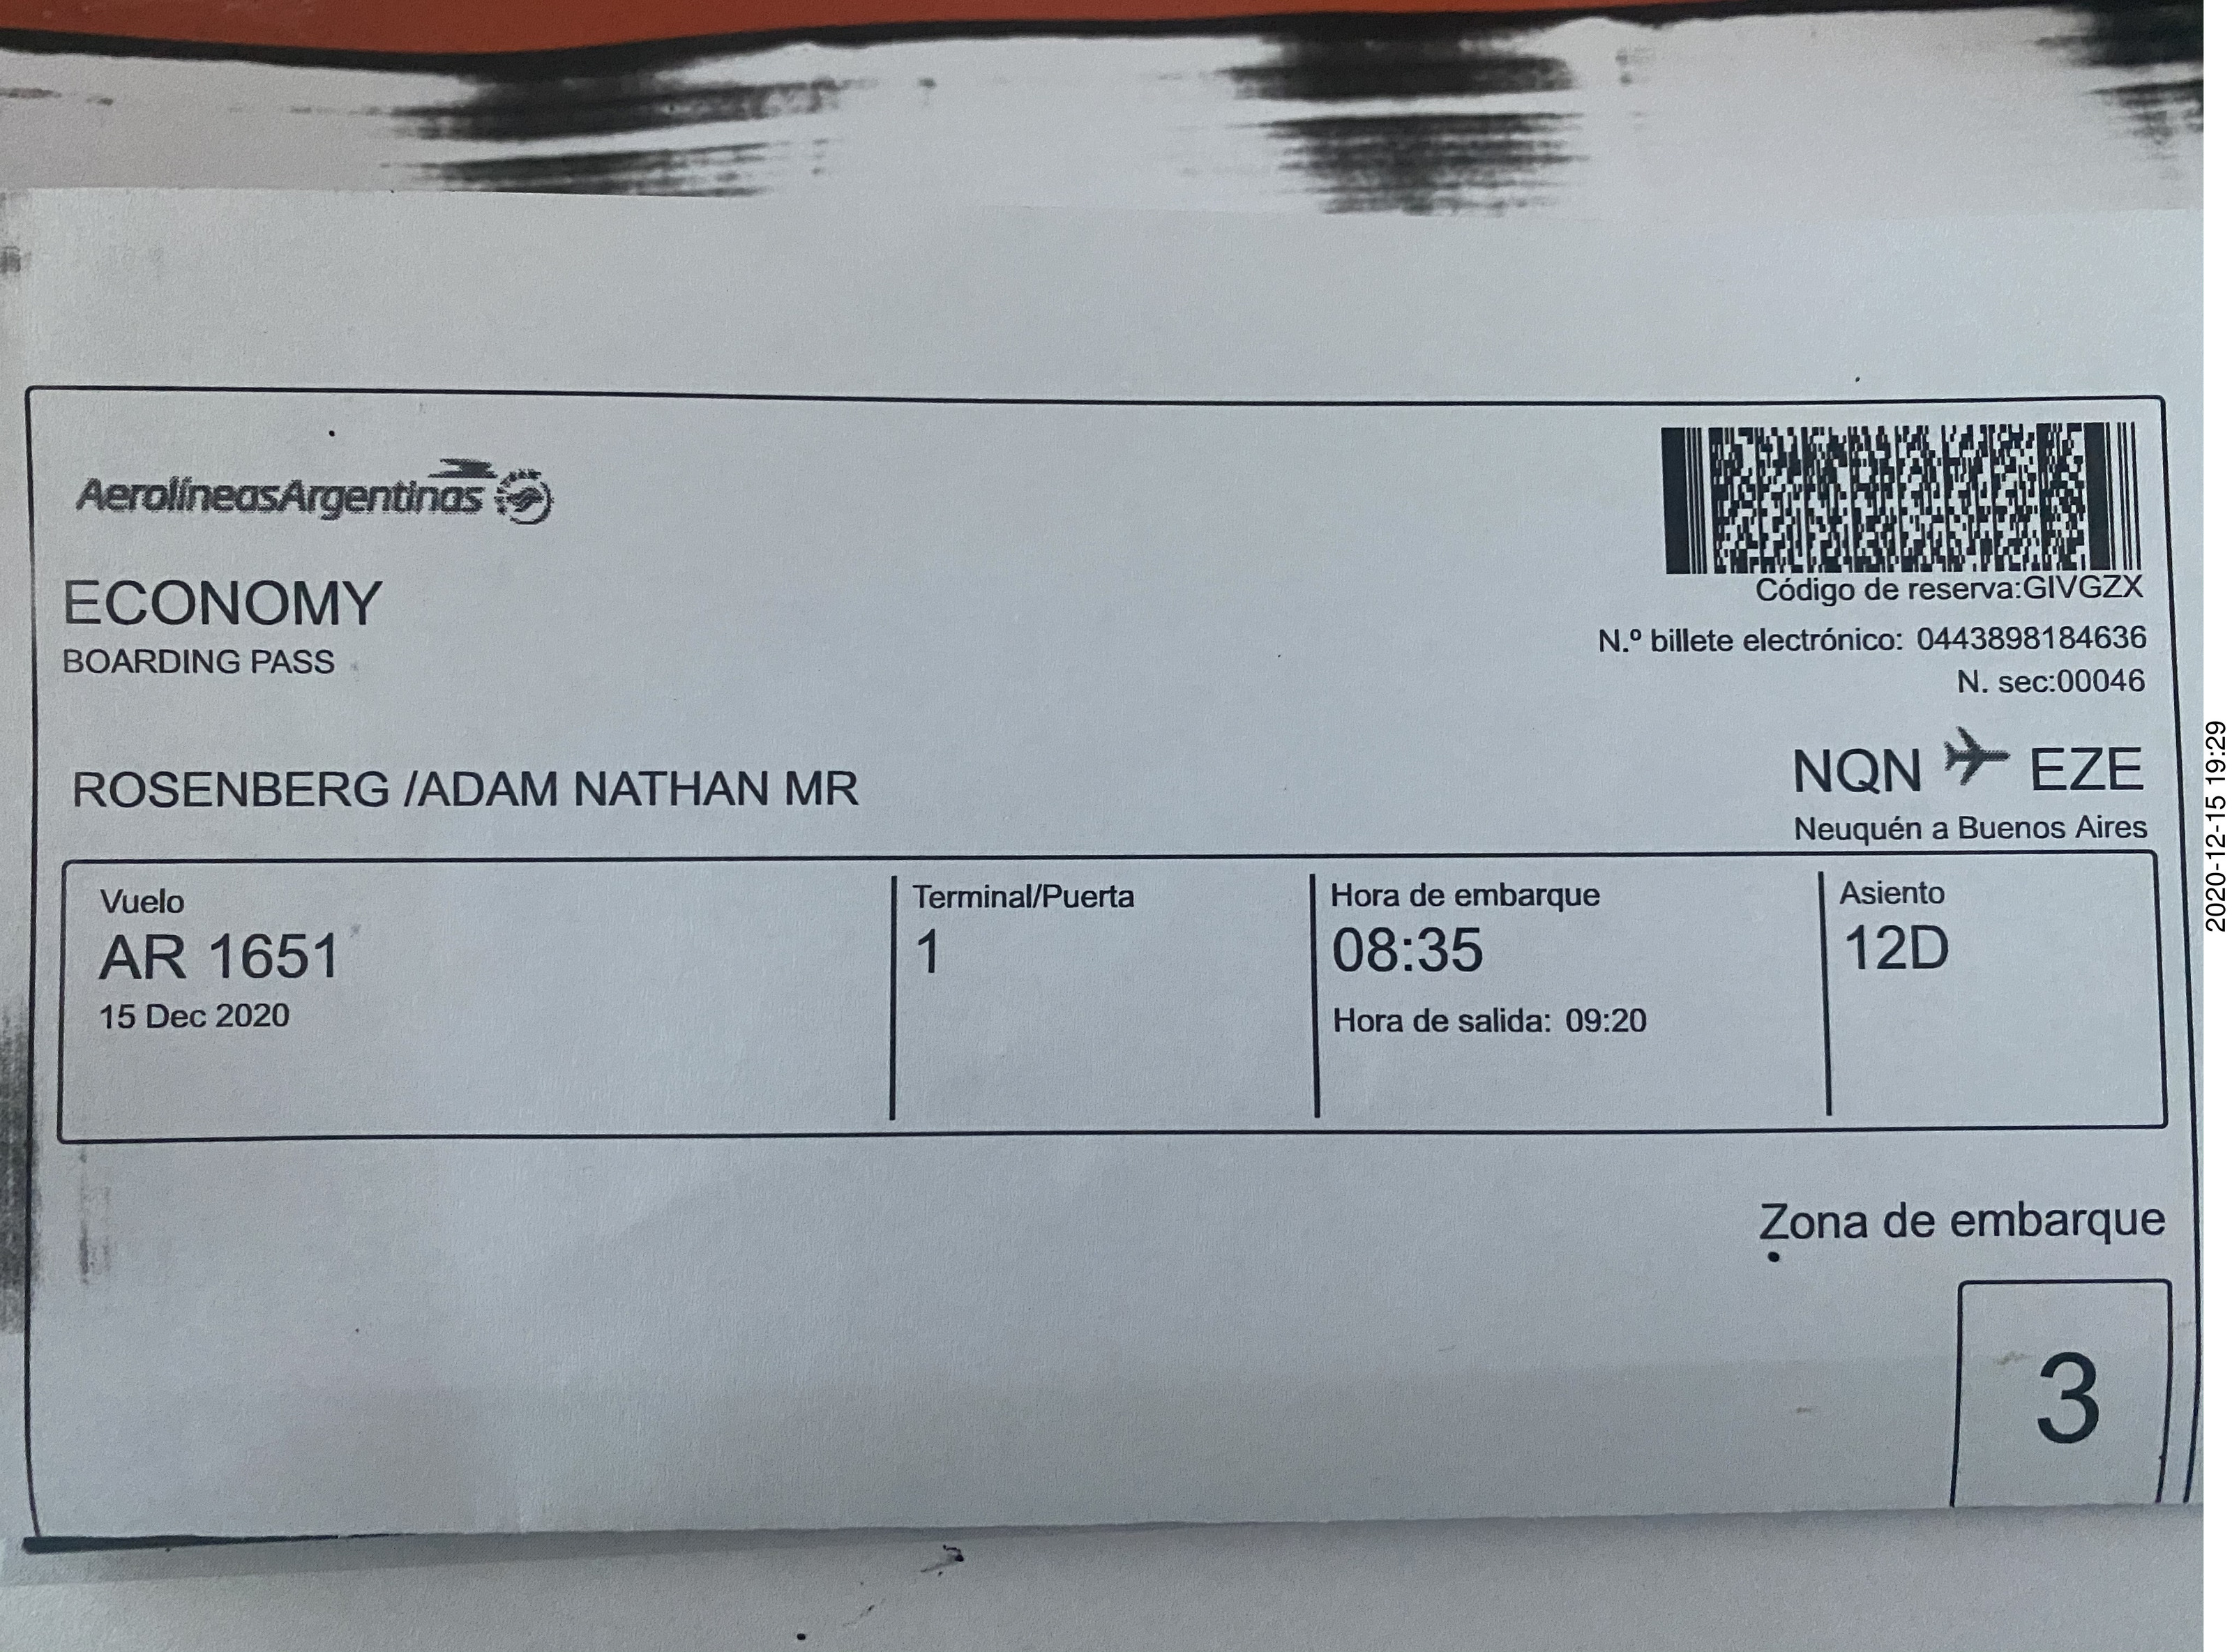 AerolíneasArgentinas
ECONOMY
BOARDING PASS
Código de reserva:GIVGZX
N.º billete electrónico: 0443898184636
N. sec:00046
ROSENBERG /ADAM NATHAN MR
NQN EZE
Neuquén a Buenos Aires
Vuelo
AR 1651
15 Dec 2020
Terminal/Puerta
1
Hora de embarque
08:35
Hora de salida: 09:20
Asiento
12D
Zona de embarque
3
2020-12-15 19:29